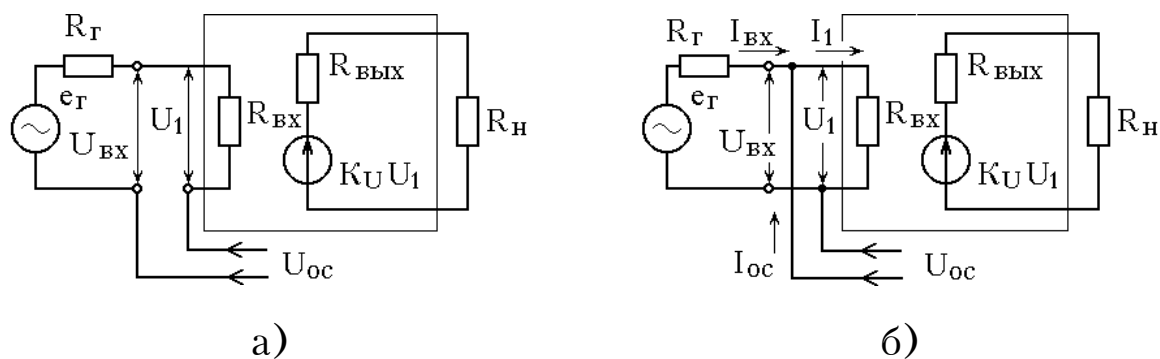 Rг
eг
Uвх
U1
Rвх
Rвых
KU U1
Rн
Uос
а)
Rг
Iвх
I1
Uвх
U1
Rвх
Rвых
KU U1
Rн
Iос
Uос
б)